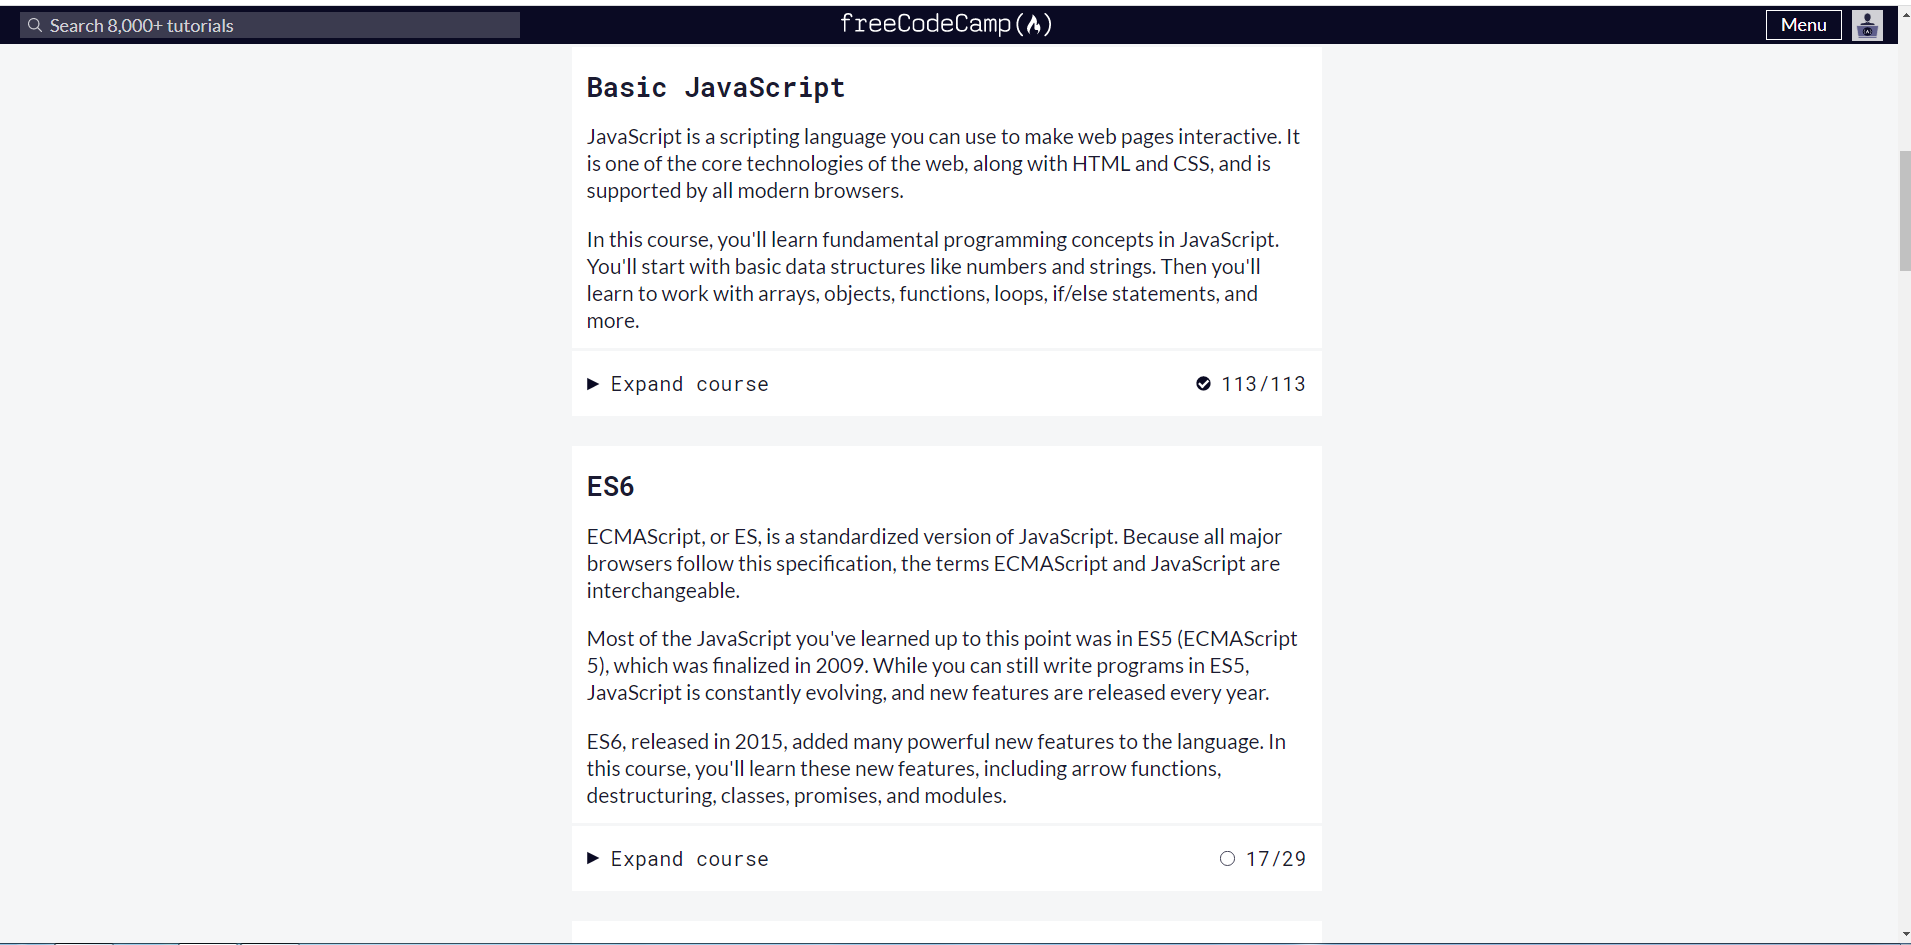 Search 8,000+ tutorials
freeCodeCamp
Menu
Basic JavaScript
JavaScript is a scripting language you can use to make web pages interactive. It
is one of the core technologies of the web, along with HTML and CSS, and is
supported by all modern browsers.
In this course, you'll learn fundamental programming concepts in JavaScript.
You'll start with basic data structures like numbers and strings. Then you'll
learn to work with arrays, objects, functions, loops, if/else statements, and
more.
Expand course 113/113
ES6
ECMAScript, or ES, is a standardized version of JavaScript. Because all major
browsers follow this specification, the terms ECMAScript and JavaScript are
interchangeable.
Most of the JavaScript you've learned up to this point was in ES5 (ECMAScript
5), which was finalized in 2009. While you can still write programs in ES5,
JavaScript is constantly evolving, and new features are released every year.
ES6, released in 2015, added many powerful new features to the language. In
this course, you'll learn these new features, including arrow functions,
destructuring, classes, promises, and modules.
Expand course 17/29